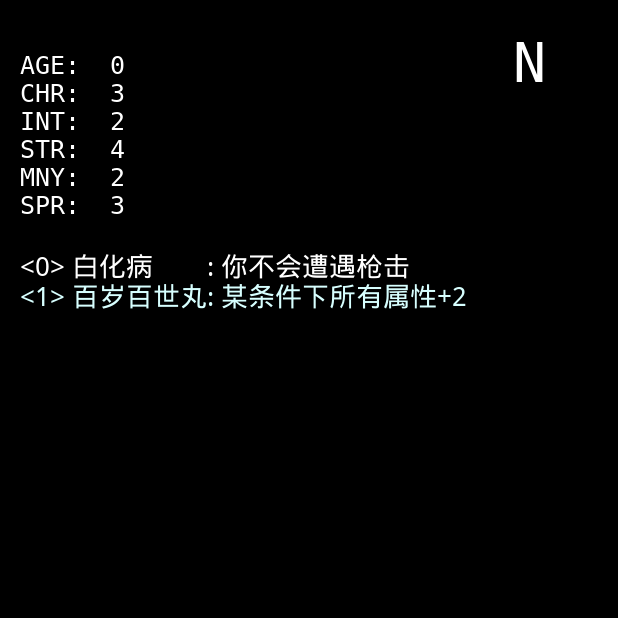 N
AGE: 0
CHR: 3
INT: 2
STR: 4
MNY: 2
SPR: 3
<0> 白化病 : 你不会遭遇枪击
<1> 百岁百世丸: 某条件下所有属性+2